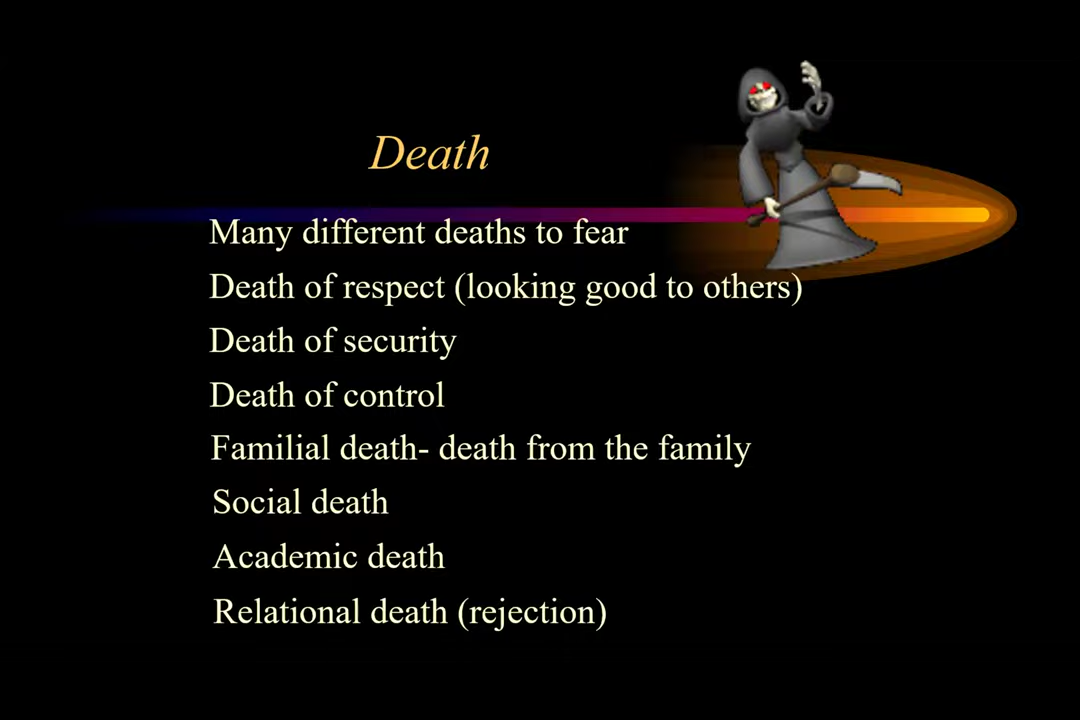 Death
Many different deaths to fear
Death of respect (looking good to others)
Death of security
Death of control
Familial death- death from the family
Social death
Academic death
Relational death (rejection)